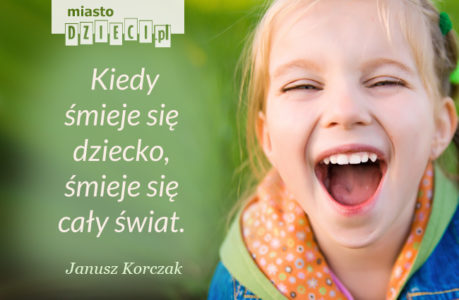 miasto
DZIECI.pl
Kiedy
śmieje się
dziecko,
śmieje się
cały świat.
Janusz Korczak